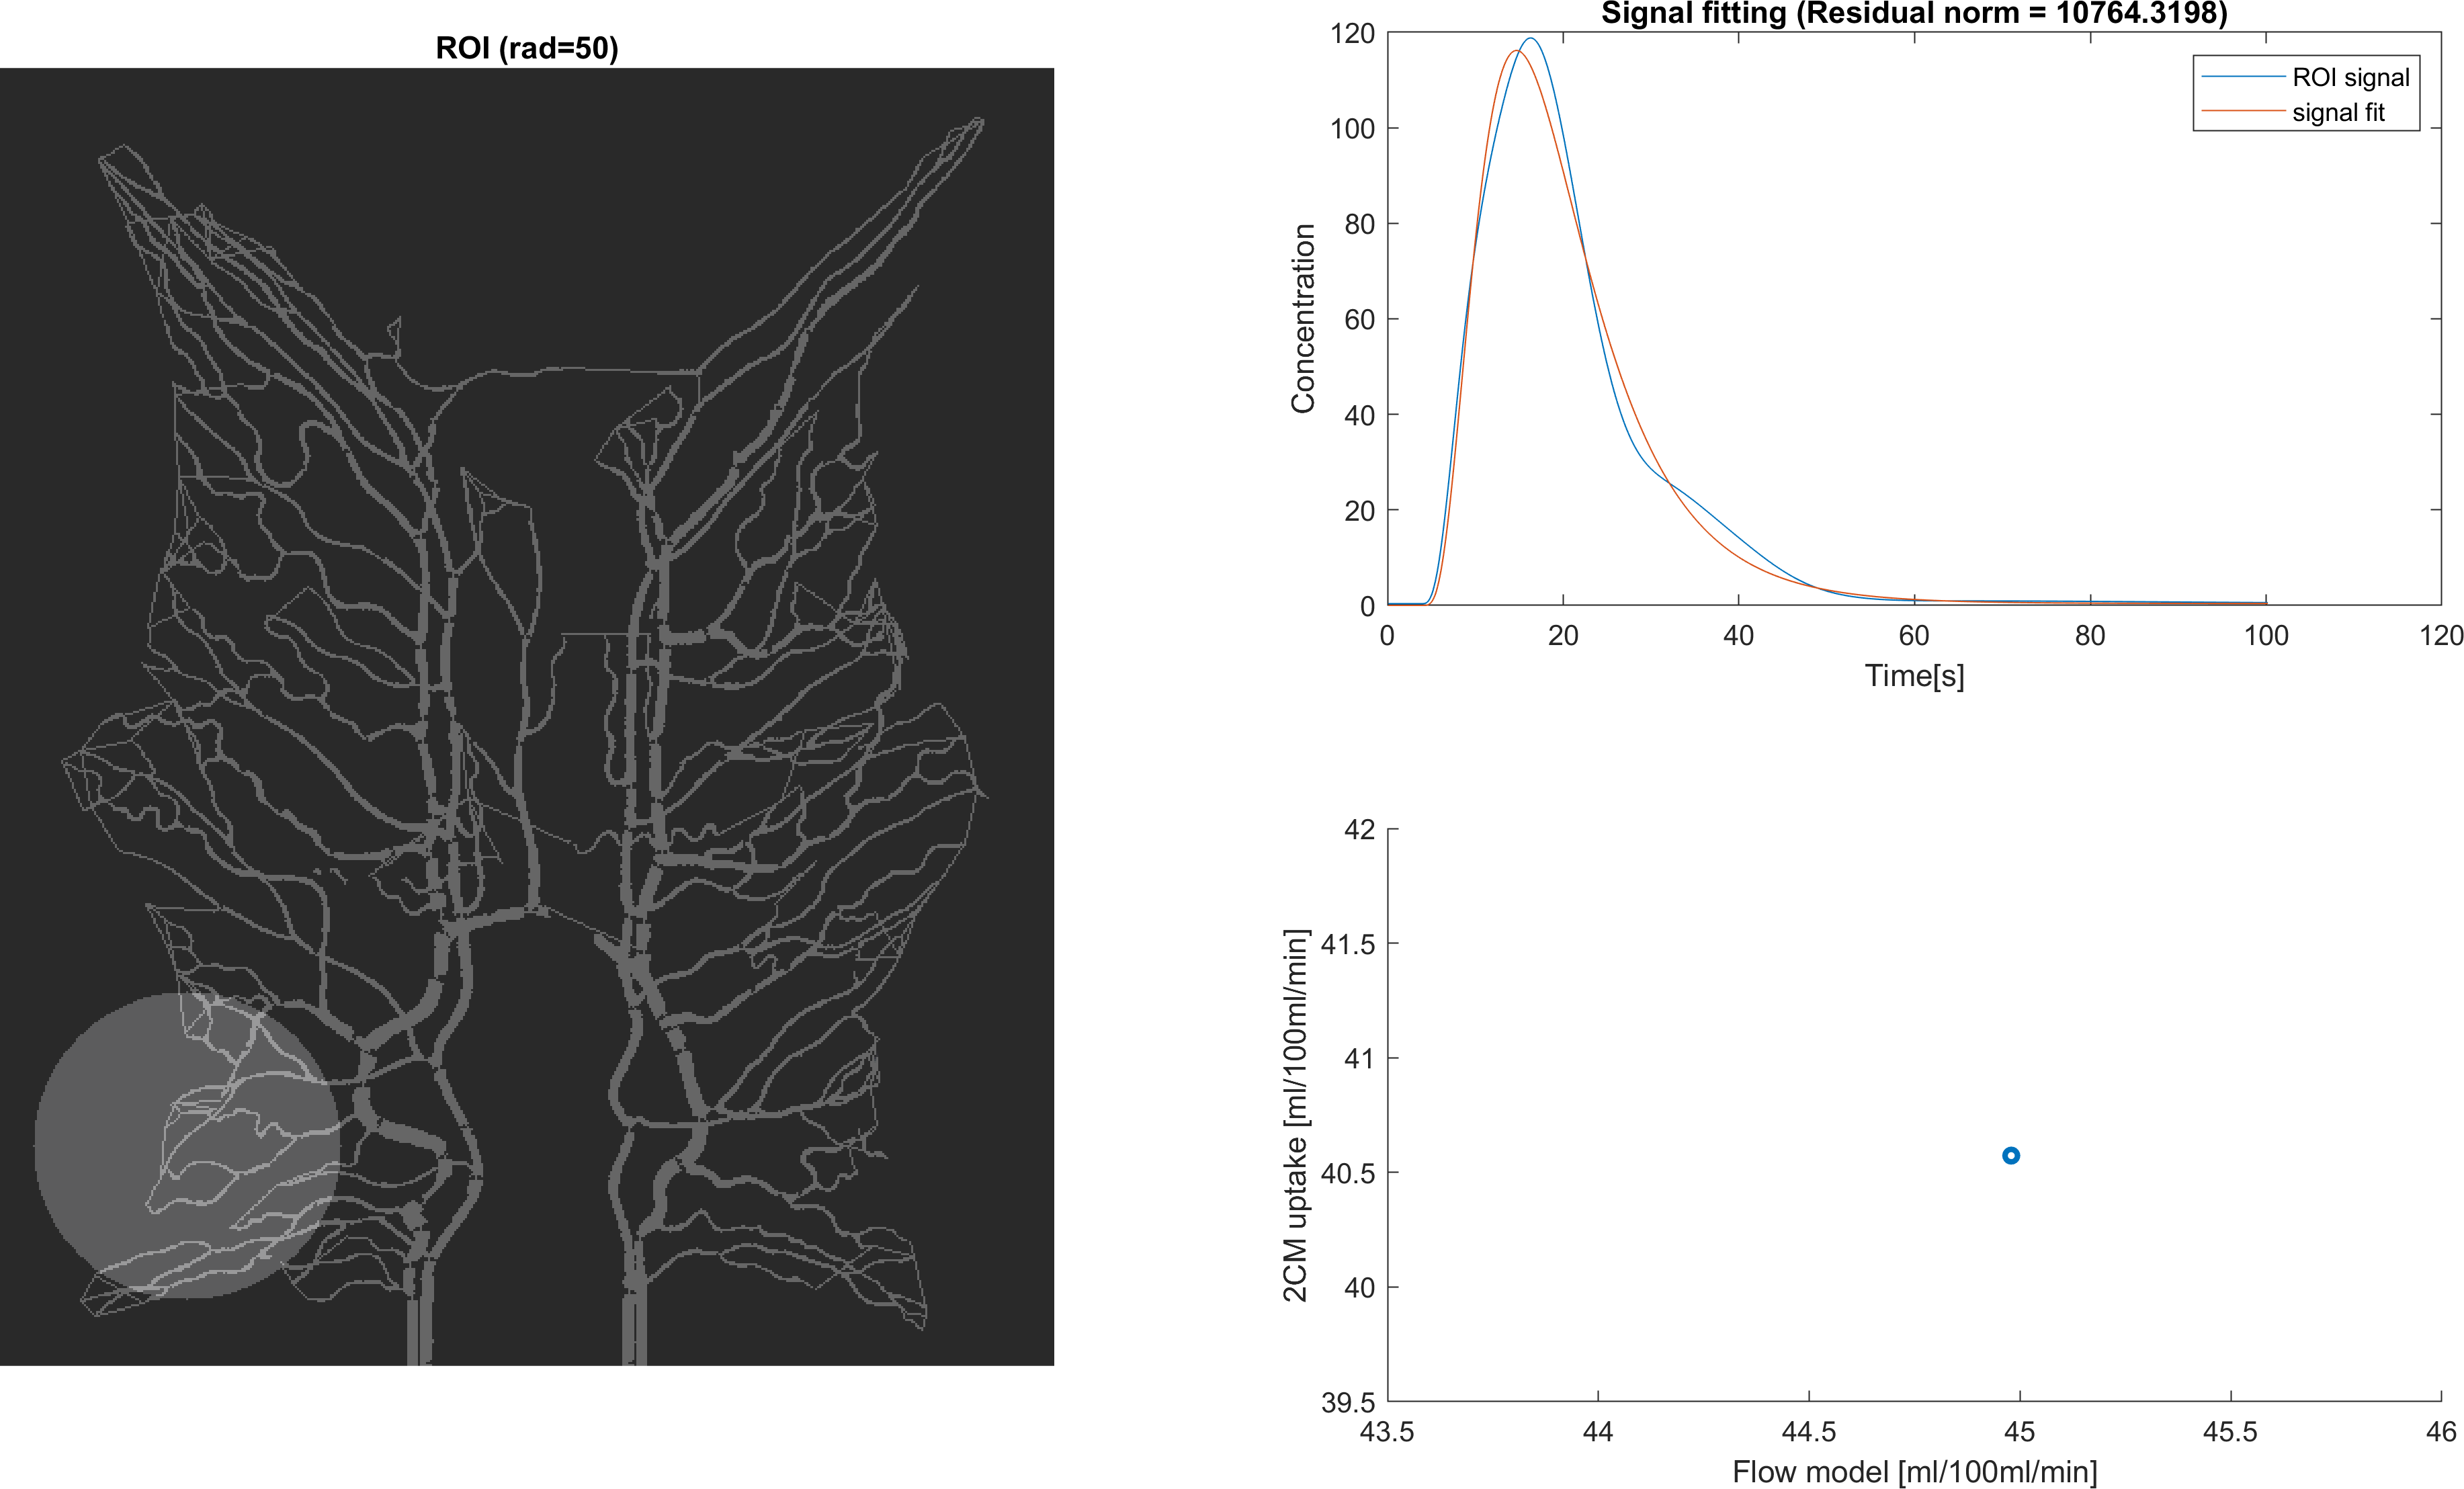 ROI (rad=50)
Signal fitting (Residual norm = 10764.3198)
120
100
80
60
40
20
0
Concentration
ROI signal
signal fit
0 20 40 60 80 100 120
Time[s]
42
41.5
41
40.5
40
39.5
2CM uptake [ml/100ml/min]
43.5 44 44.5 45 45.5 46
Flow model [ml/100ml/min]